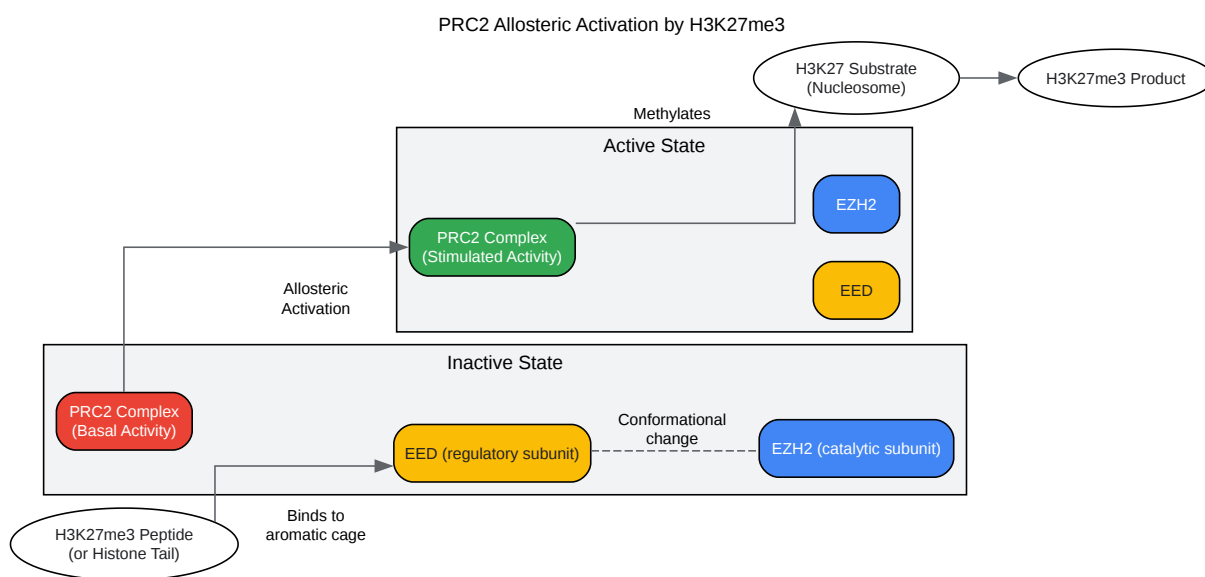 PRC2 Allosteric Activation by H3K27me3
H3K27 Substrate
(Nucleosome)
H3K27me3 Product
Methylates
Active State
EZH2
PRC2 Complex
(Stimulated Activity)
EED
Allosteric
Activation
Inactive State
PRC2 Complex
(Basal Activity)
Conformational
change
EED (regulatory subunit)
EZH2 (catalytic subunit)
Binds to
aromatic cage
H3K27me3 Peptide
(or Histone Tail)